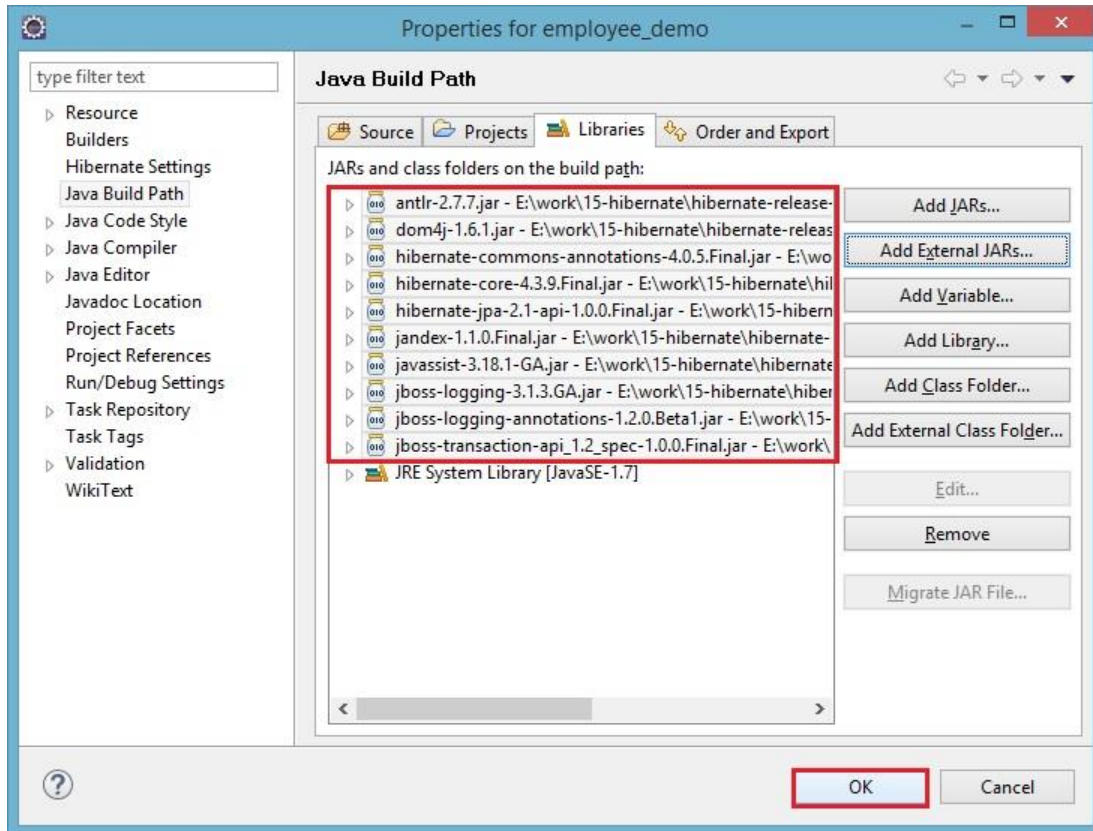 Properties for employee_demo
type filter text
Resource
Builders
Hibernate Settings
Java Build Path
Java Code Style
Java Compiler
Java Editor
Javadoc Location
Project Facets
Project References
Run/Debug Settings
Task Repository
Task Tags
Validation
WikiText
Java Build Path
Source Projects Libraries Order and Export
JARs and class folders on the build path:
antlr-2.7.7.jar - E:\work\15-hibernate\hibernate-release-
dom4j-1.6.1.jar - E:\work\15-hibernate\hibernate-releas
hibernate-commons-annotations-4.0.5.Final.jar - E:\wo
hibernate-core-4.3.9.Final.jar - E:\work\15-hibernate\hil
hibernate-jpa-2.1-api-1.0.0.Final.jar - E:\work\15-hibern
jandex-1.1.0.Final.jar - E:\work\15-hibernate\hibernate-
javassist-3.18.1-GA.jar - E:\work\15-hibernate\hibernate
jboss-logging-3.1.3.GA.jar - E:\work\15-hibernate\hiber
jboss-logging-annotations-1.2.0.Beta1.jar - E:\work\15-
jboss-transaction-api_1.2_spec-1.0.0.Final.jar - E:\work\
JRE System Library [JavaSE-1.7]
Add JARs...
Add External JARs...
Add Variable...
Add Library...
Add Class Folder...
Add External Class Folder...
Edit...
Remove
Migrate JAR File...
OK
Cancel